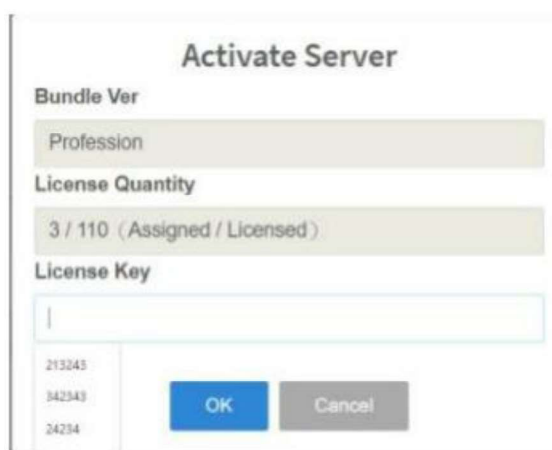 Activate Server
Bundle Ver
Profession
License Quantity
3 / 110（Assigned / Licensed）
License Key
213243
342343
24234
OK
Cancel